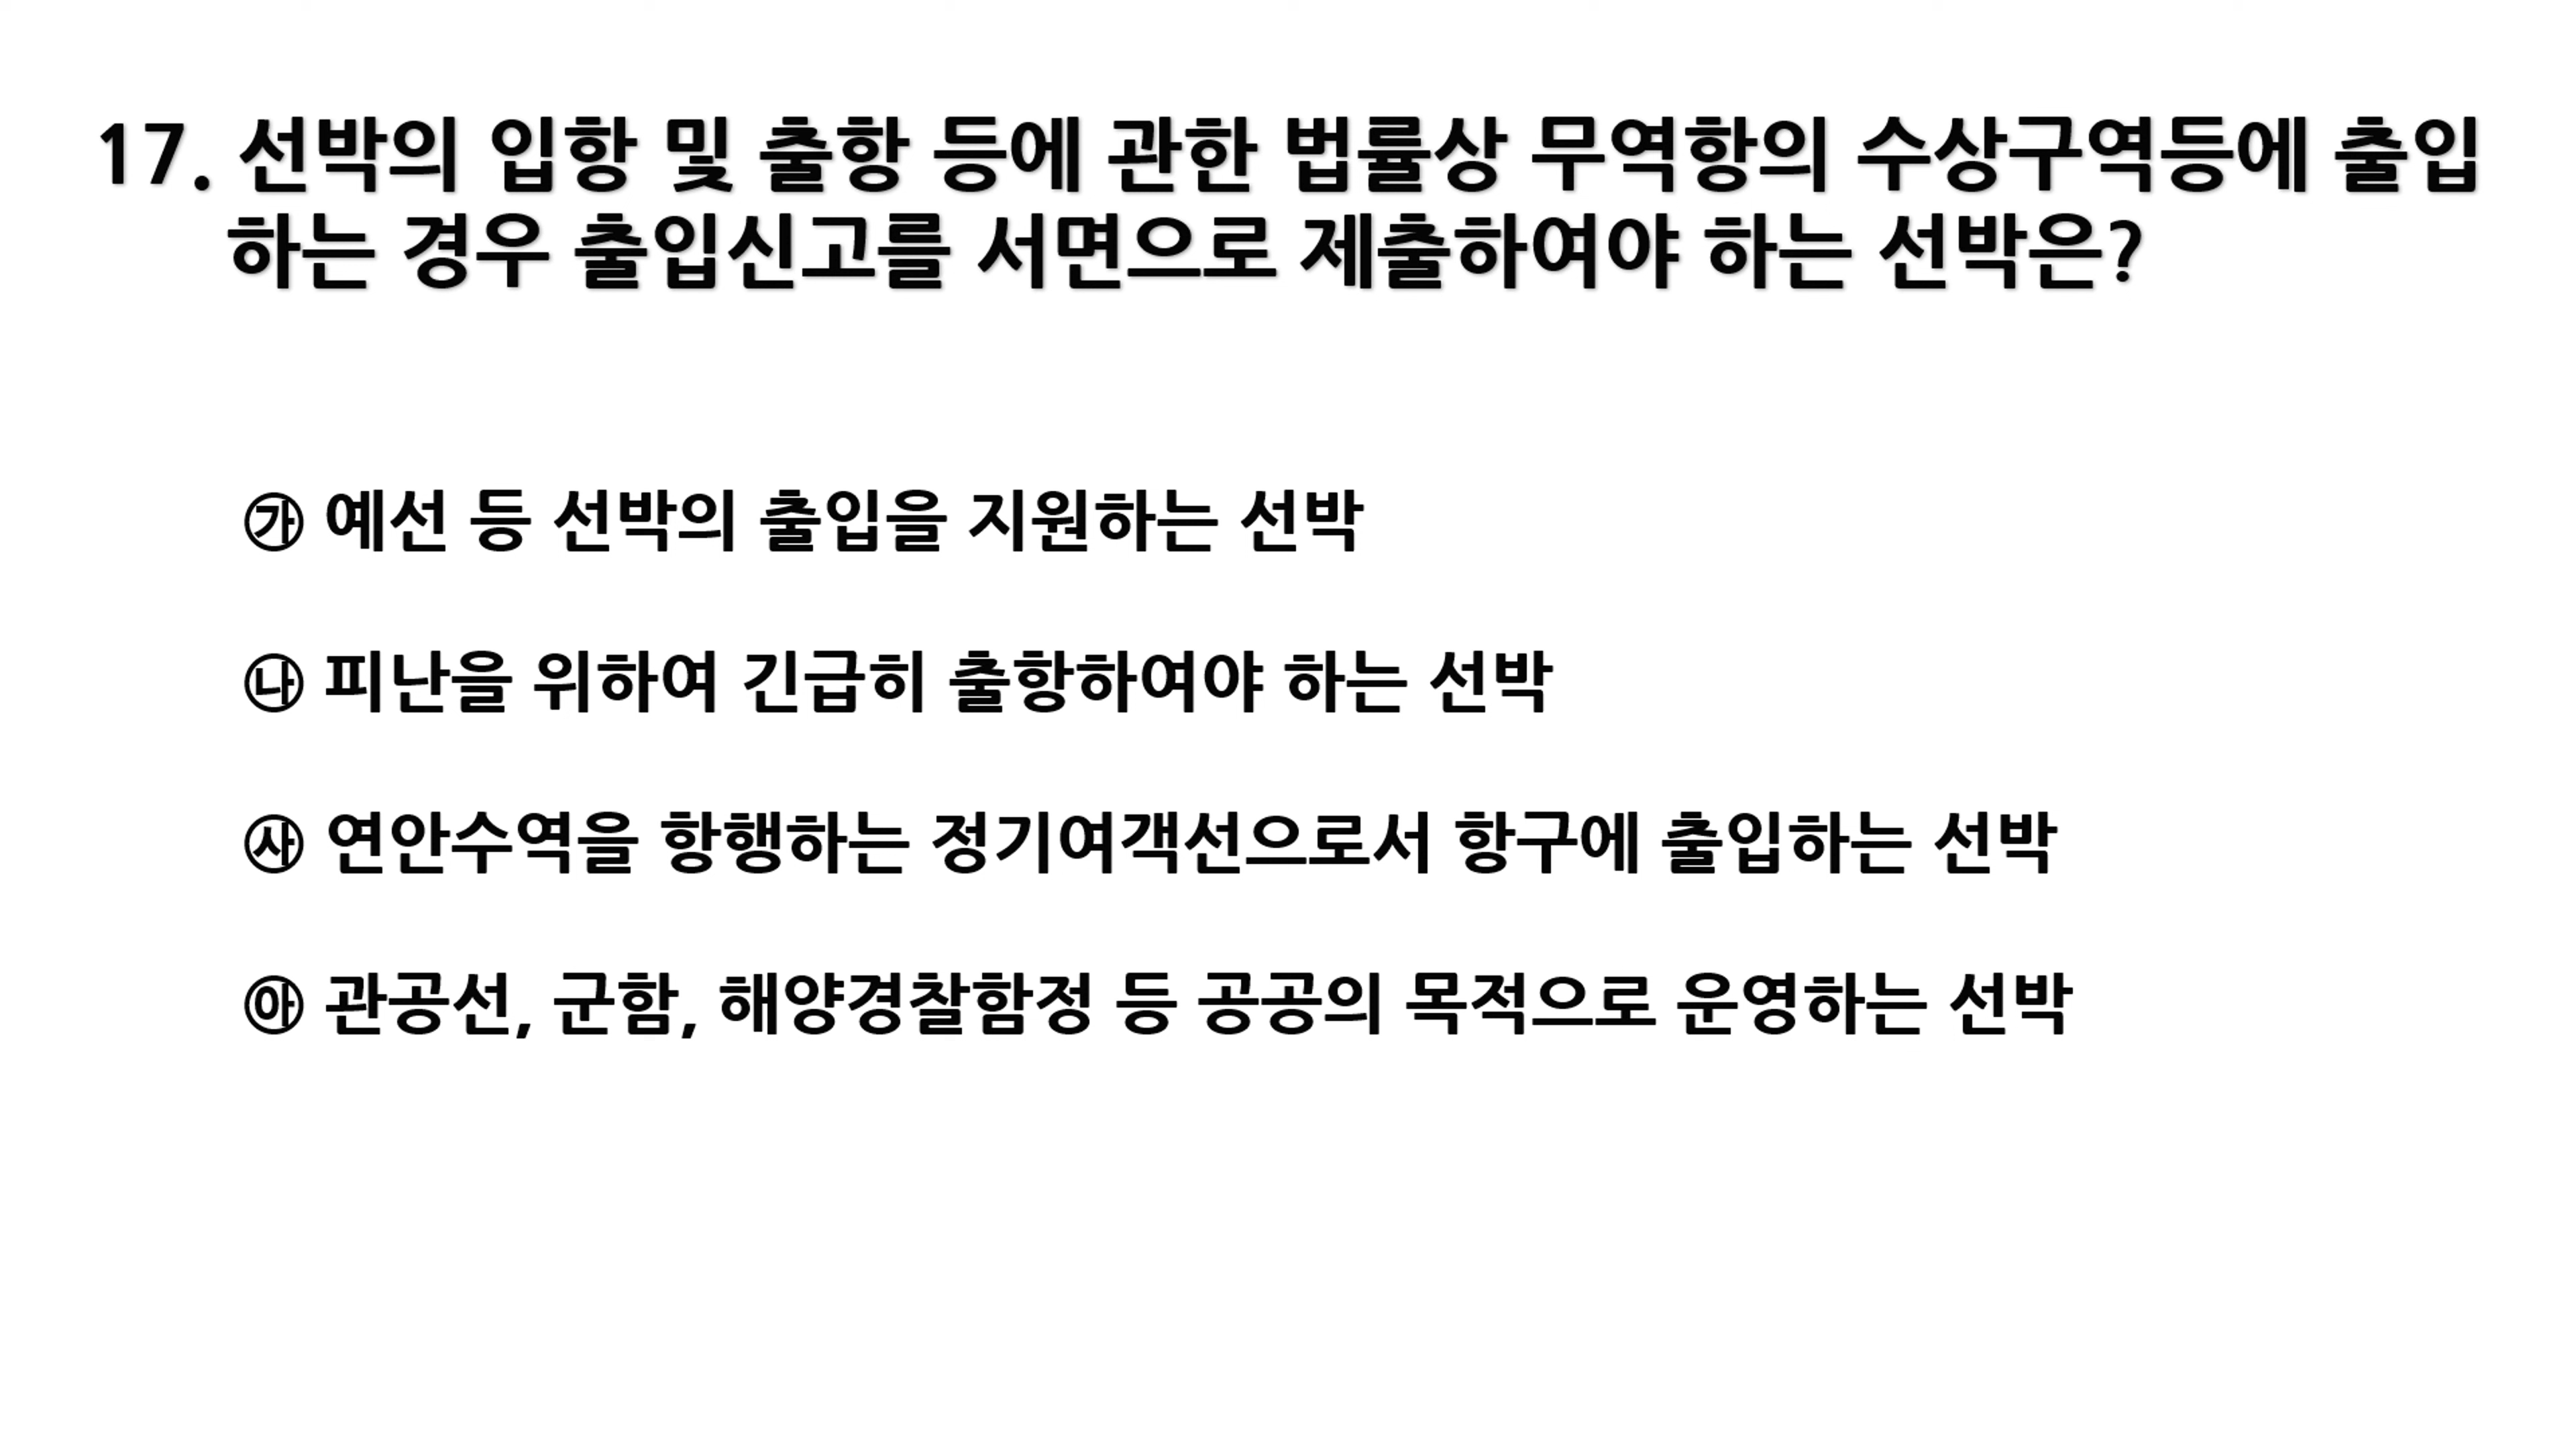 17. 선박의 입항 및 출항 등에 관한 법률상 무역항의 수상구역등에 출입
하는 경우 출입신고를 서면으로 제출하여야 하는 선박은?
㉮ 예선 등 선박의 출입을 지원하는 선박
㉯ 피난을 위하여 긴급히 출항하여야 하는 선박
㉴ 연안수역을 항행하는 정기여객선으로서 항구에 출입하는 선박
㉵ 관공선, 군함, 해양경찰함정 등 공공의 목적으로 운영하는 선박